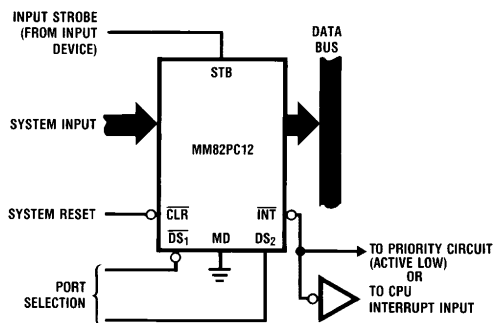 INPUT STROBE
(FROM INPUT
DEVICE)
DATA
BUS
STB
SYSTEM INPUT
MM82PC12
SYSTEM RESET
CLR
INT
DS1
MD
DS2
PORT
SELECTION
TO PRIORITY CIRCUIT
(ACTIVE LOW)
OR
TO CPU
INTERRUPT INPUT